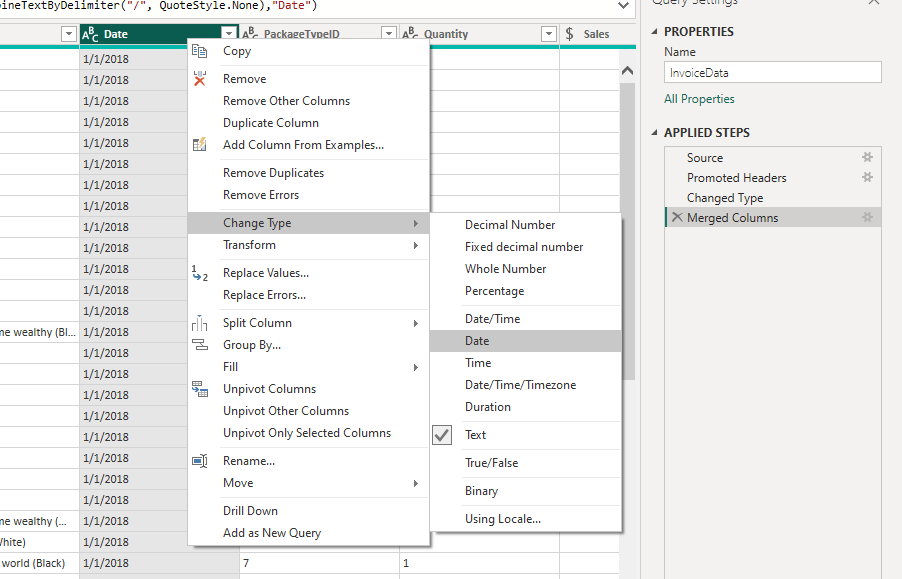 bineTextByDelimiter("/", QuoteStyle.None),"Date")
Query Settings
ABC Date
ABC PackageTypeID
ABC Quantity
$ Sales
1/1/2018
1/1/2018
1/1/2018
1/1/2018
1/1/2018
1/1/2018
1/1/2018
1/1/2018
1/1/2018
1/1/2018
1/1/2018
1/1/2018
1/1/2018
me wealthy (Bl... 1/1/2018
1/1/2018
1/1/2018
1/1/2018
1/1/2018
1/1/2018
1/1/2018
1/1/2018
1/1/2018
me wealthy (... 1/1/2018
White) 1/1/2018
world (Black) 1/1/2018 7 1
Copy
Remove
Remove Other Columns
Duplicate Column
Add Column From Examples...
Remove Duplicates
Remove Errors
Change Type
Transform
Replace Values...
Replace Errors...
Split Column
Group By...
Fill
Unpivot Columns
Unpivot Other Columns
Unpivot Only Selected Columns
Rename...
Move
Drill Down
Add as New Query
Decimal Number
Fixed decimal number
Whole Number
Percentage
Date/Time
Date
Time
Date/Time/Timezone
Duration
Text
True/False
Binary
Using Locale...
PROPERTIES
Name
InvoiceData
All Properties
APPLIED STEPS
Source
Promoted Headers
Changed Type
Merged Columns